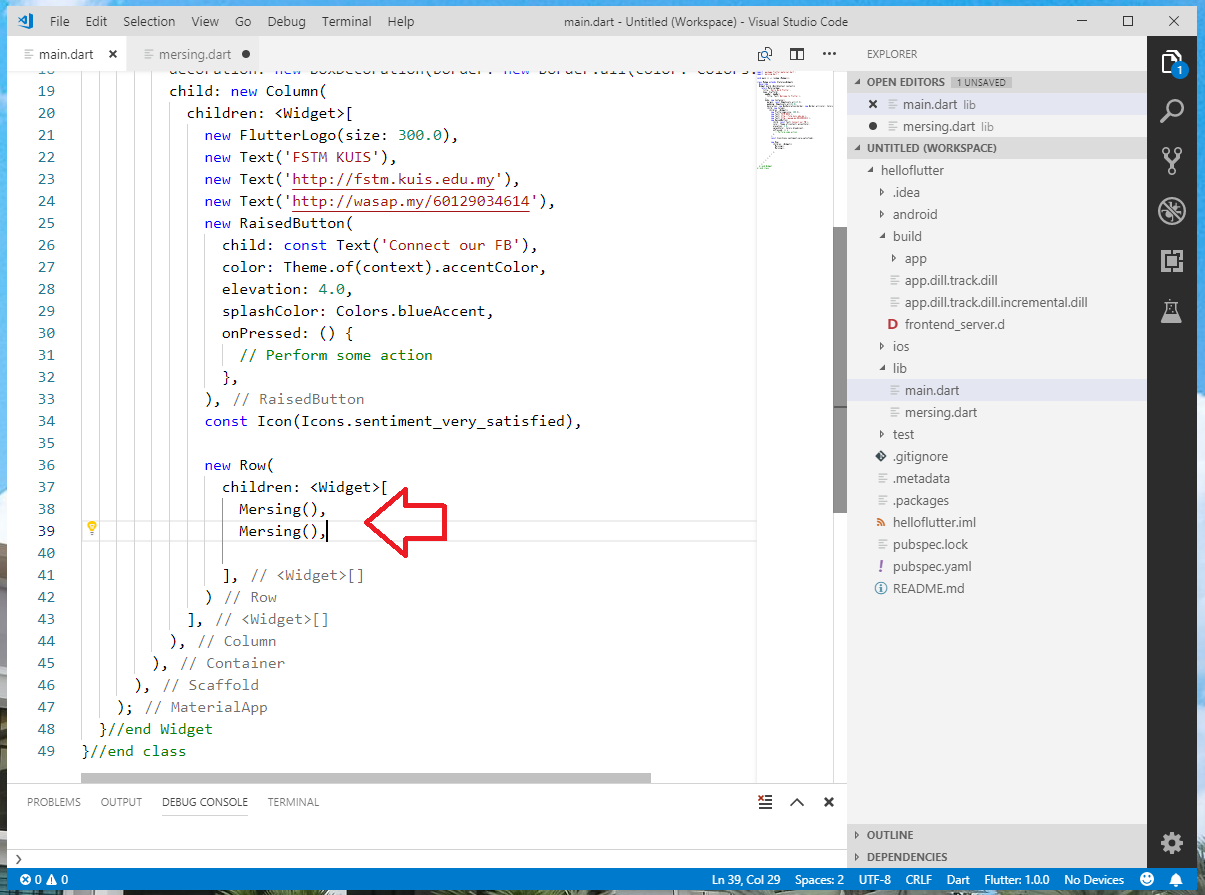 File Edit Selection View Go Debug Terminal Help main.dart - Untitled (Workspace) - Visual Studio Code
main.dart mersing.dart
19 child: new Column(
20 children: <Widget>[
21 new FlutterLogo(size: 300.0),
22 new Text('FSTM KUIS'),
23 new Text('http://fstm.kuis.edu.my'),
24 new Text('http://wasap.my/60129034614'),
25 new RaisedButton(
26 child: const Text('Connect our FB'),
27 color: Theme.of(context).accentColor,
28 elevation: 4.0,
29 splashColor: Colors.blueAccent,
30 onPressed: () {
31 // Perform some action
32 },
33 ), // RaisedButton
34 const Icon(Icons.sentiment_very_satisfied),
35
36 new Row(
37 children: <Widget>[
38 Mersing(),
39 Mersing(),
40
41 ], // <Widget>[]
42 ) // Row
43 ], // <Widget>[]
44 ), // Column
45 ), // Container
46 ), // Scaffold
47 ); // MaterialApp
48 }//end Widget
49 }//end class
PROBLEMS OUTPUT DEBUG CONSOLE TERMINAL
EXPLORER
OPEN EDITORS 1 UNSAVED
main.dart lib
mersing.dart lib
UNTITLED (WORKSPACE)
helloflutter
.idea
android
build
app
app.dill.track.dill
app.dill.track.dill.incremental.dill
D frontend_server.d
ios
lib
main.dart
mersing.dart
test
.gitignore
.metadata
.packages
helloflutter.iml
pubspec.lock
! pubspec.yaml
README.md
OUTLINE
DEPENDENCIES
1
0 0 Ln 39, Col 29 Spaces: 2 UTF-8 CRLF Dart Flutter: 1.0.0 No Devices